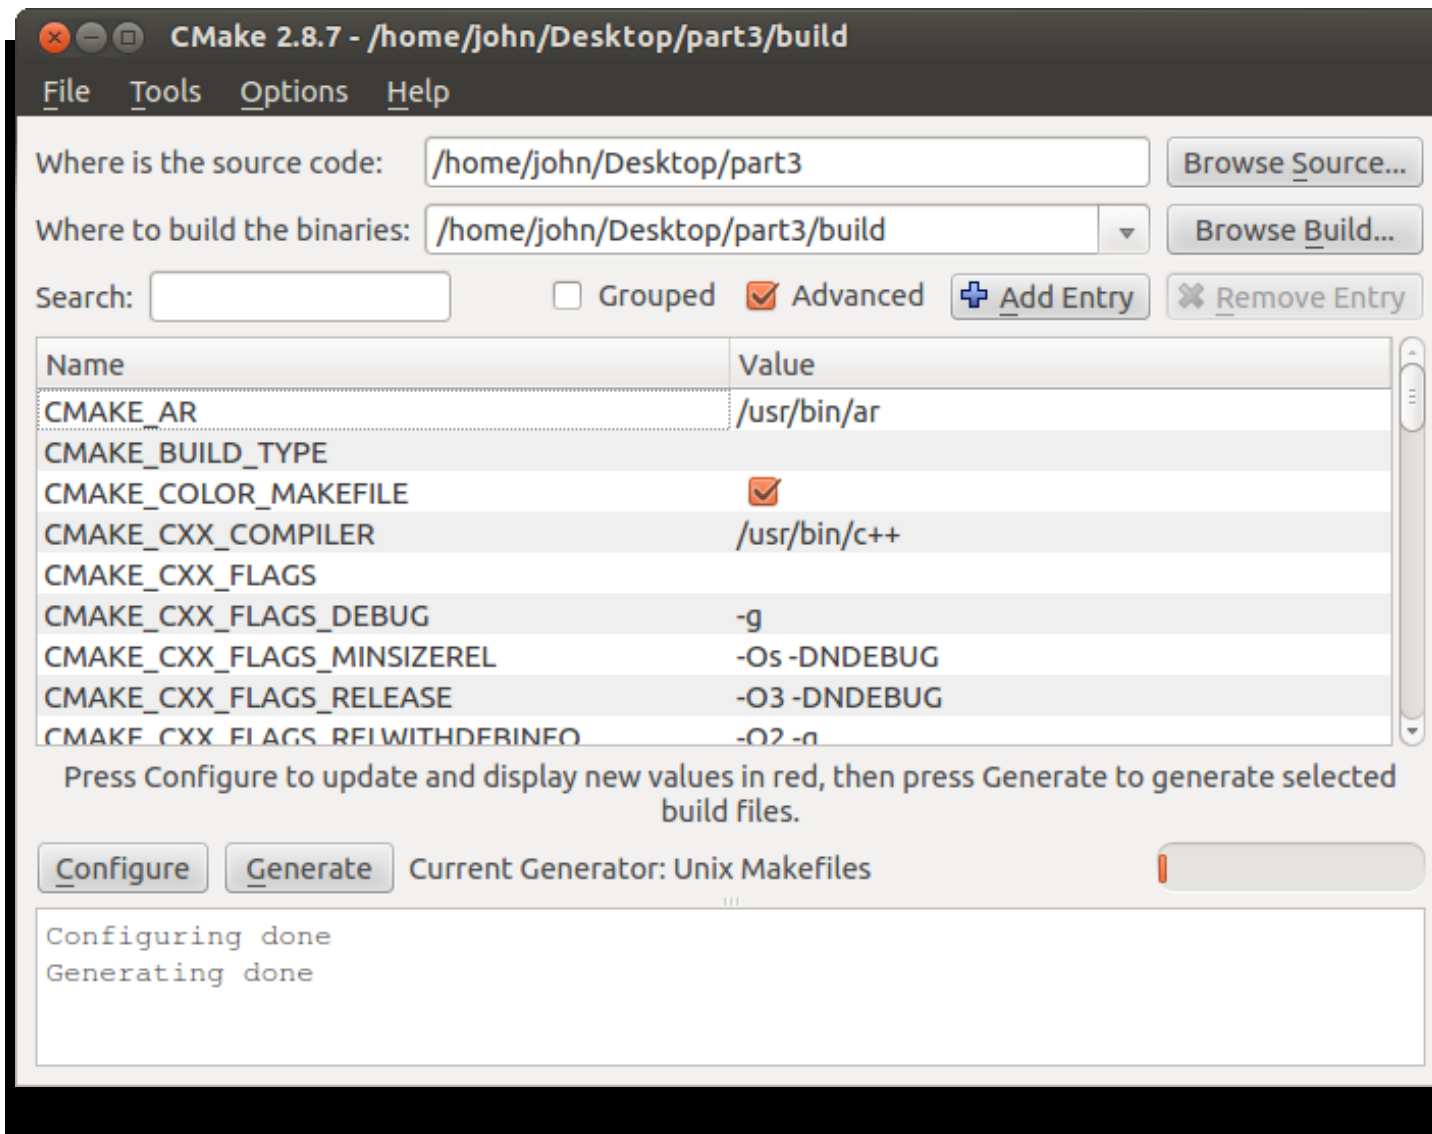 CMake 2.8.7 - /home/john/Desktop/part3/build
File Tools Options Help
Where is the source code: /home/john/Desktop/part3 Browse Source...
Where to build the binaries: /home/john/Desktop/part3/build Browse Build...
Search: Grouped Advanced Add Entry Remove Entry
Name Value
CMAKE_AR /usr/bin/ar
CMAKE_BUILD_TYPE
CMAKE_COLOR_MAKEFILE
CMAKE_CXX_COMPILER /usr/bin/c++
CMAKE_CXX_FLAGS
CMAKE_CXX_FLAGS_DEBUG -g
CMAKE_CXX_FLAGS_MINSIZEREL -Os -DNDEBUG
CMAKE_CXX_FLAGS_RELEASE -O3 -DNDEBUG
CMAKE_CXX_FLAGS_RELWITHDEBINFO -O2 -g
Press Configure to update and display new values in red, then press Generate to generate selected
build files.
Configure Generate Current Generator: Unix Makefiles
Configuring done
Generating done